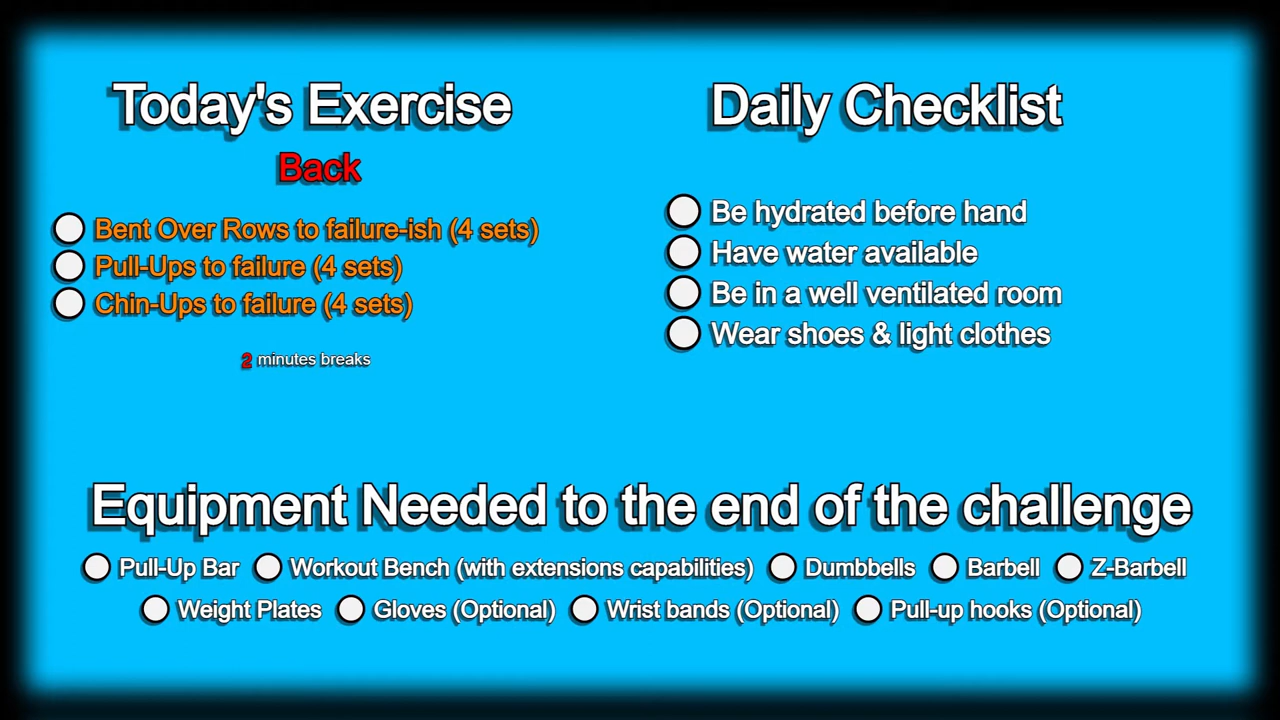 Today's Exercise
Back
Bent Over Rows to failure-ish (4 sets)
Pull-Ups to failure (4 sets)
Chin-Ups to failure (4 sets)
2 minutes breaks
Daily Checklist
Be hydrated before hand
Have water available
Be in a well ventilated room
Wear shoes & light clothes
Equipment Needed to the end of the challenge
Pull-Up Bar Workout Bench (with extensions capabilities) Dumbbells Barbell Z-Barbell
Weight Plates Gloves (Optional) Wrist bands (Optional) Pull-up hooks (Optional)